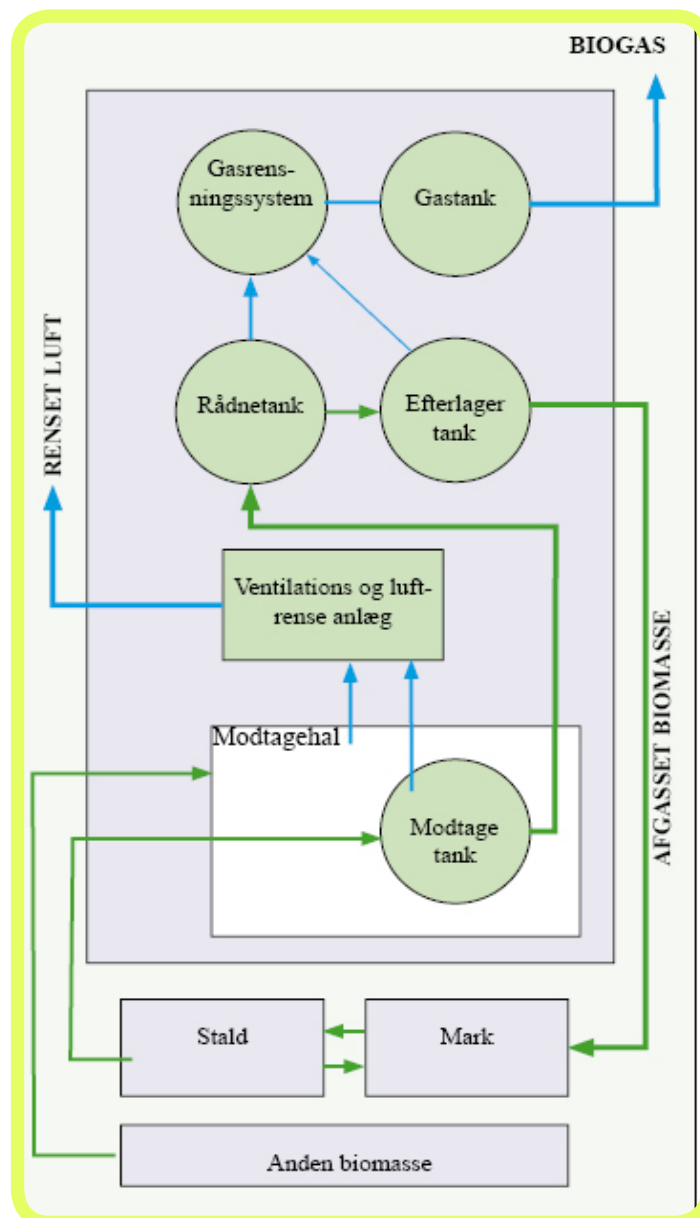 BIOGAS
Gasrens-
ningssystem
Gastank
RENSET LUFT
Rådnetank
Efterlager
tank
Ventilations og luft-
rense anlæg
AFGASSET BIOMASSE
Modtagehal
Modtage
tank
Stald
Mark
Anden biomasse